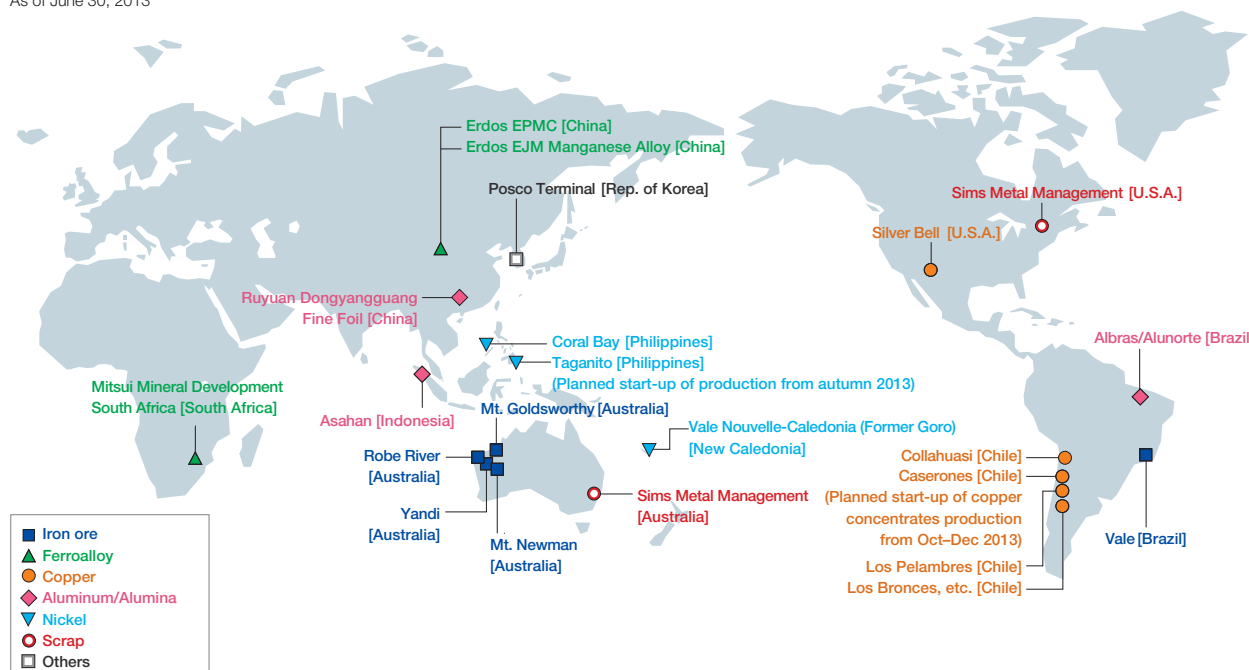 As of June 30, 2013
Erdos EPMC [China]
Erdos EJM Manganese Alloy [China]
Posco Terminal [Rep. of Korea]
Sims Metal Management [U.S.A.]
Silver Bell [U.S.A.]
Ruyuan Dongyangguang
Fine Foil [China]
Coral Bay [Philippines]
Taganito [Philippines]
(Planned start-up of production from autumn 2013)
Albras/Alunorte [Brazil
Mitsui Mineral Development
South Africa [South Africa]
Asahan [Indonesia]
Mt. Goldsworthy [Australia]
Vale Nouvelle-Caledonia (Former Goro)
[New Caledonia]
Robe River
[Australia]
Collahuasi [Chile]
Caserones [Chile]
(Planned start-up of copper
concentrates production
from Oct–Dec 2013)
Sims Metal Management
[Australia]
Yandi
[Australia]
Mt. Newman
[Australia]
Vale [Brazil]
Los Pelambres [Chile]
Los Bronces, etc. [Chile]
Iron ore
Ferroalloy
Copper
Aluminum/Alumina
Nickel
Scrap
Others